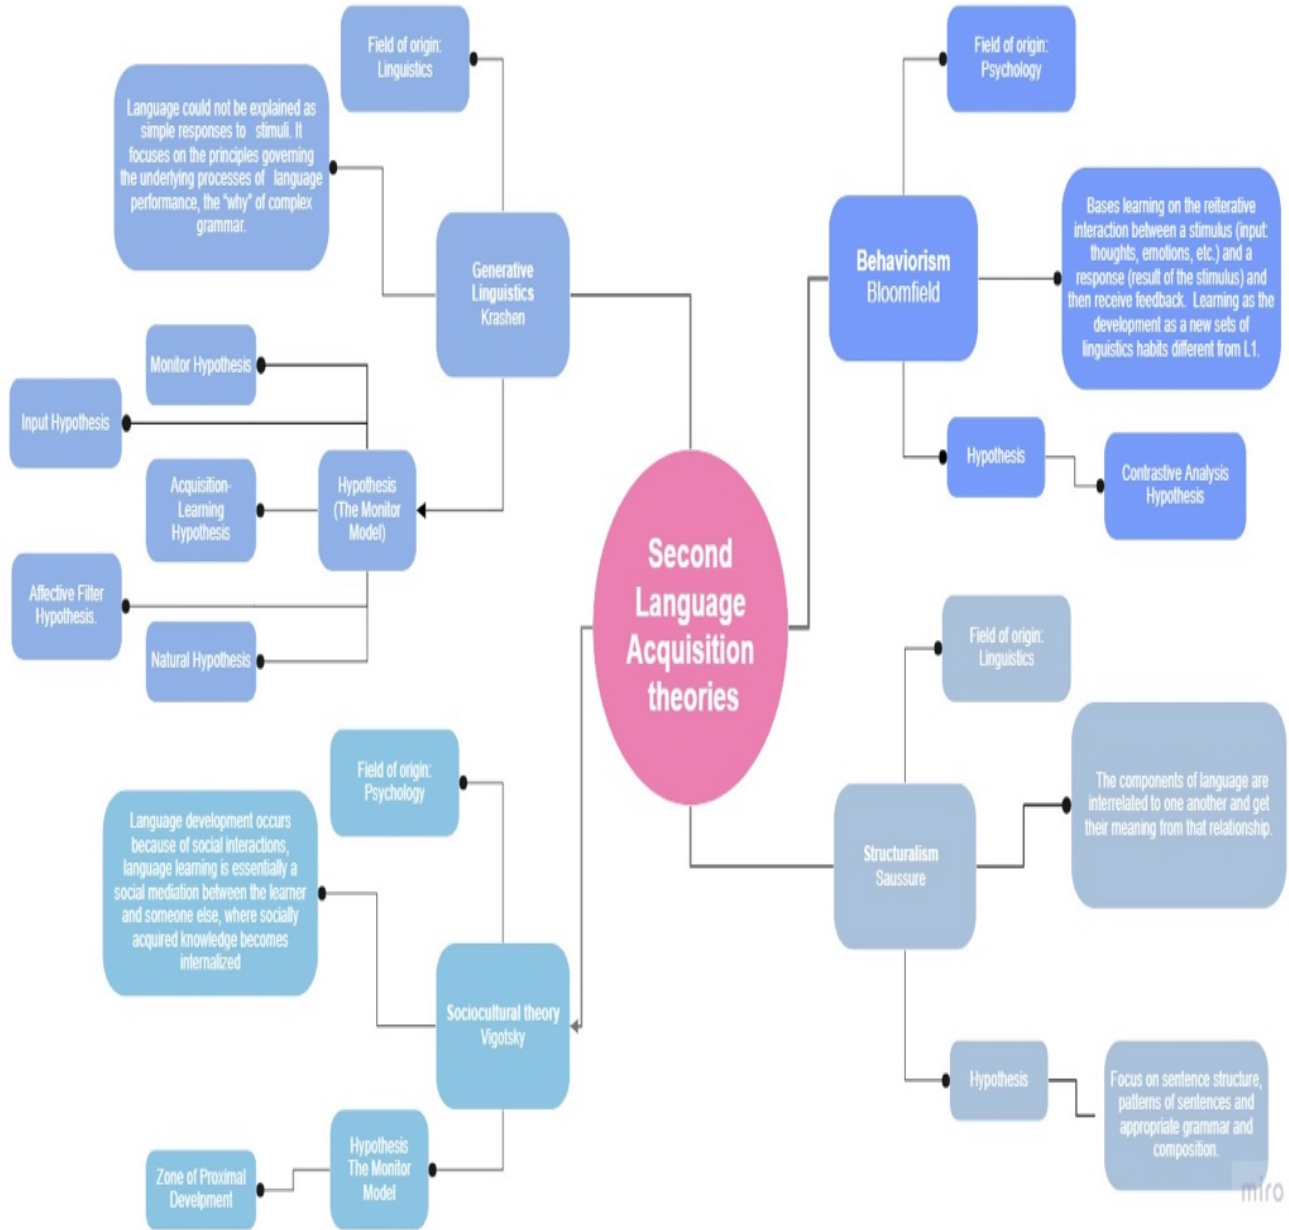 Field of origin:
Linguistics
Language could not be explained as
simple responses to stimuli. It
focuses on the principles governing
the underlying processes of language
performance, the "why" of complex
grammar.
Generative
Linguistics
Krashen
Monitor Hypothesis
Input Hypothesis
Acquisition-
Learning
Hypothesis
Hypothesis
(The Monitor
Model)
Affective Filter
Hypothesis.
Natural Hypothesis
Field of origin:
Psychology
Behaviorism
Bloomfield
Bases learning on the reiterative
interaction between a stimulus (input:
thoughts, emotions, etc.) and a
response (result of the stimulus) and
then receive feedback. Learning as the
development as a new sets of
linguistics habits different from L1.
Hypothesis
Contrastive Analysis
Hypothesis
Second
Language
Acquisition
theories
Field of origin:
Psychology
Language development occurs
because of social interactions,
language learning is essentially a
social mediation between the learner
and someone else, where socially
acquired knowledge becomes
internalized
Sociocultural theory
Vigotsky
Hypothesis
The Monitor
Model
Zone of Proximal
Develpment
Field of origin:
Linguistics
The components of language are
interrelated to one another and get
their meaning from that relationship.
Structuralism
Saussure
Hypothesis
Focus on sentence structure,
patterns of sentences and
appropriate grammar and
composition.
miro